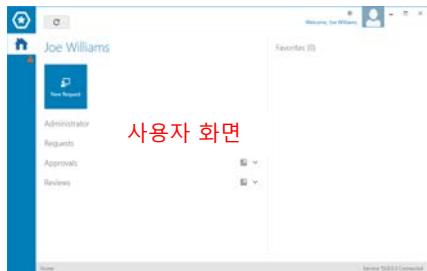 Welcome, Joe Williams
Joe Williams
Favorites (0)
New Request
Administrator
사용자 화면
Requests
Approvals
Reviews
Home